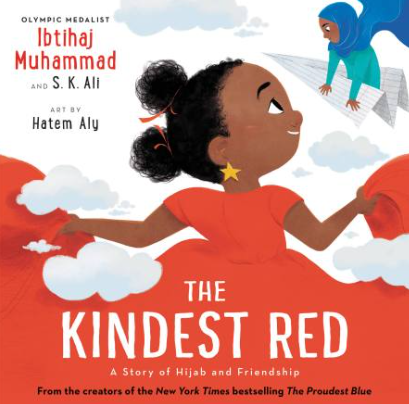 OLYMPIC MEDALIST
Ibtihaj
Muhammad
AND S. K. Ali
ART BY
Hatem Aly
THE
KINDEST RED
A Story of Hijab and Friendship
From the creators of the New York Times bestselling The Proudest Blue